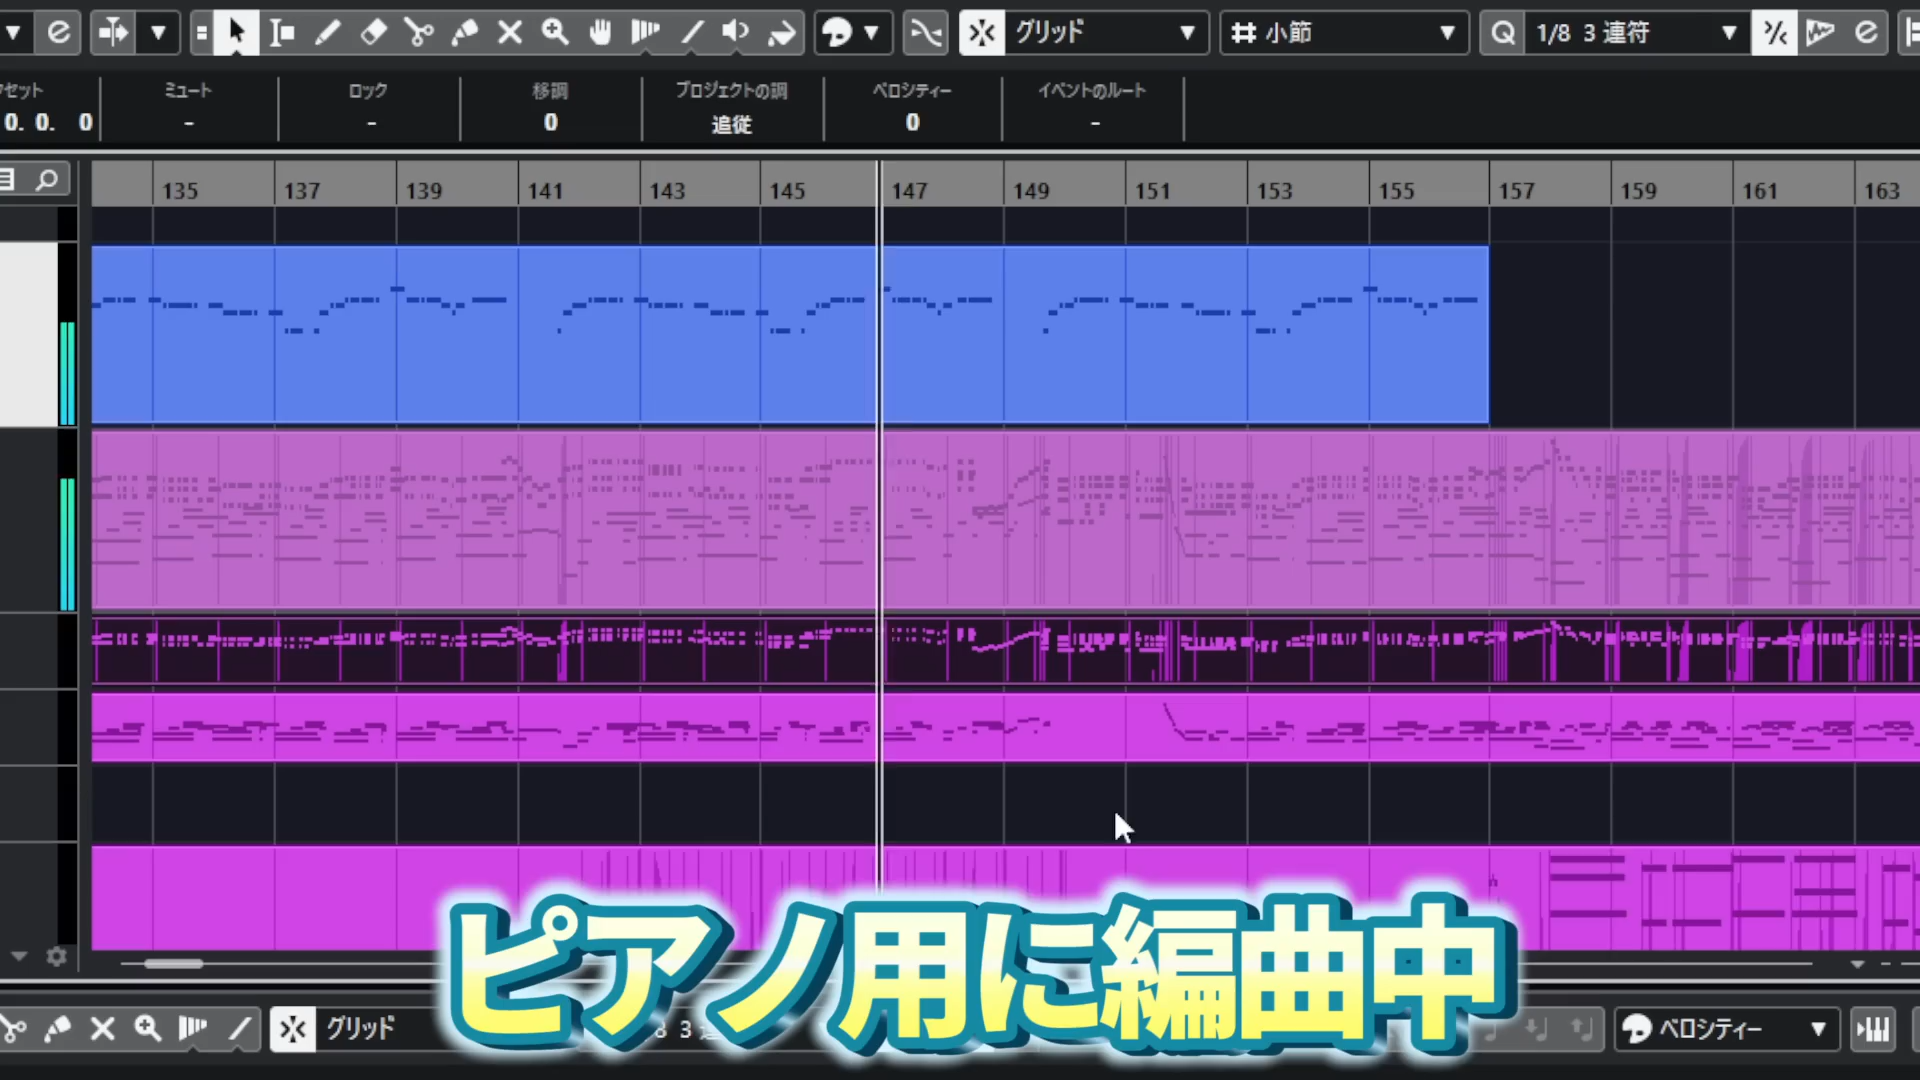 グリッド
小節
1/8 3 連符
ミュート
ロック
移調
プロジェクトの調
ベロシティー
イベントのルート
0. 0. 0
-
-
0
追従
0
-
135 137 139 141 143 145 147 149 151 153 155 157 159 161 163
ピアノ用に編曲中
グリッド
ベロシティー